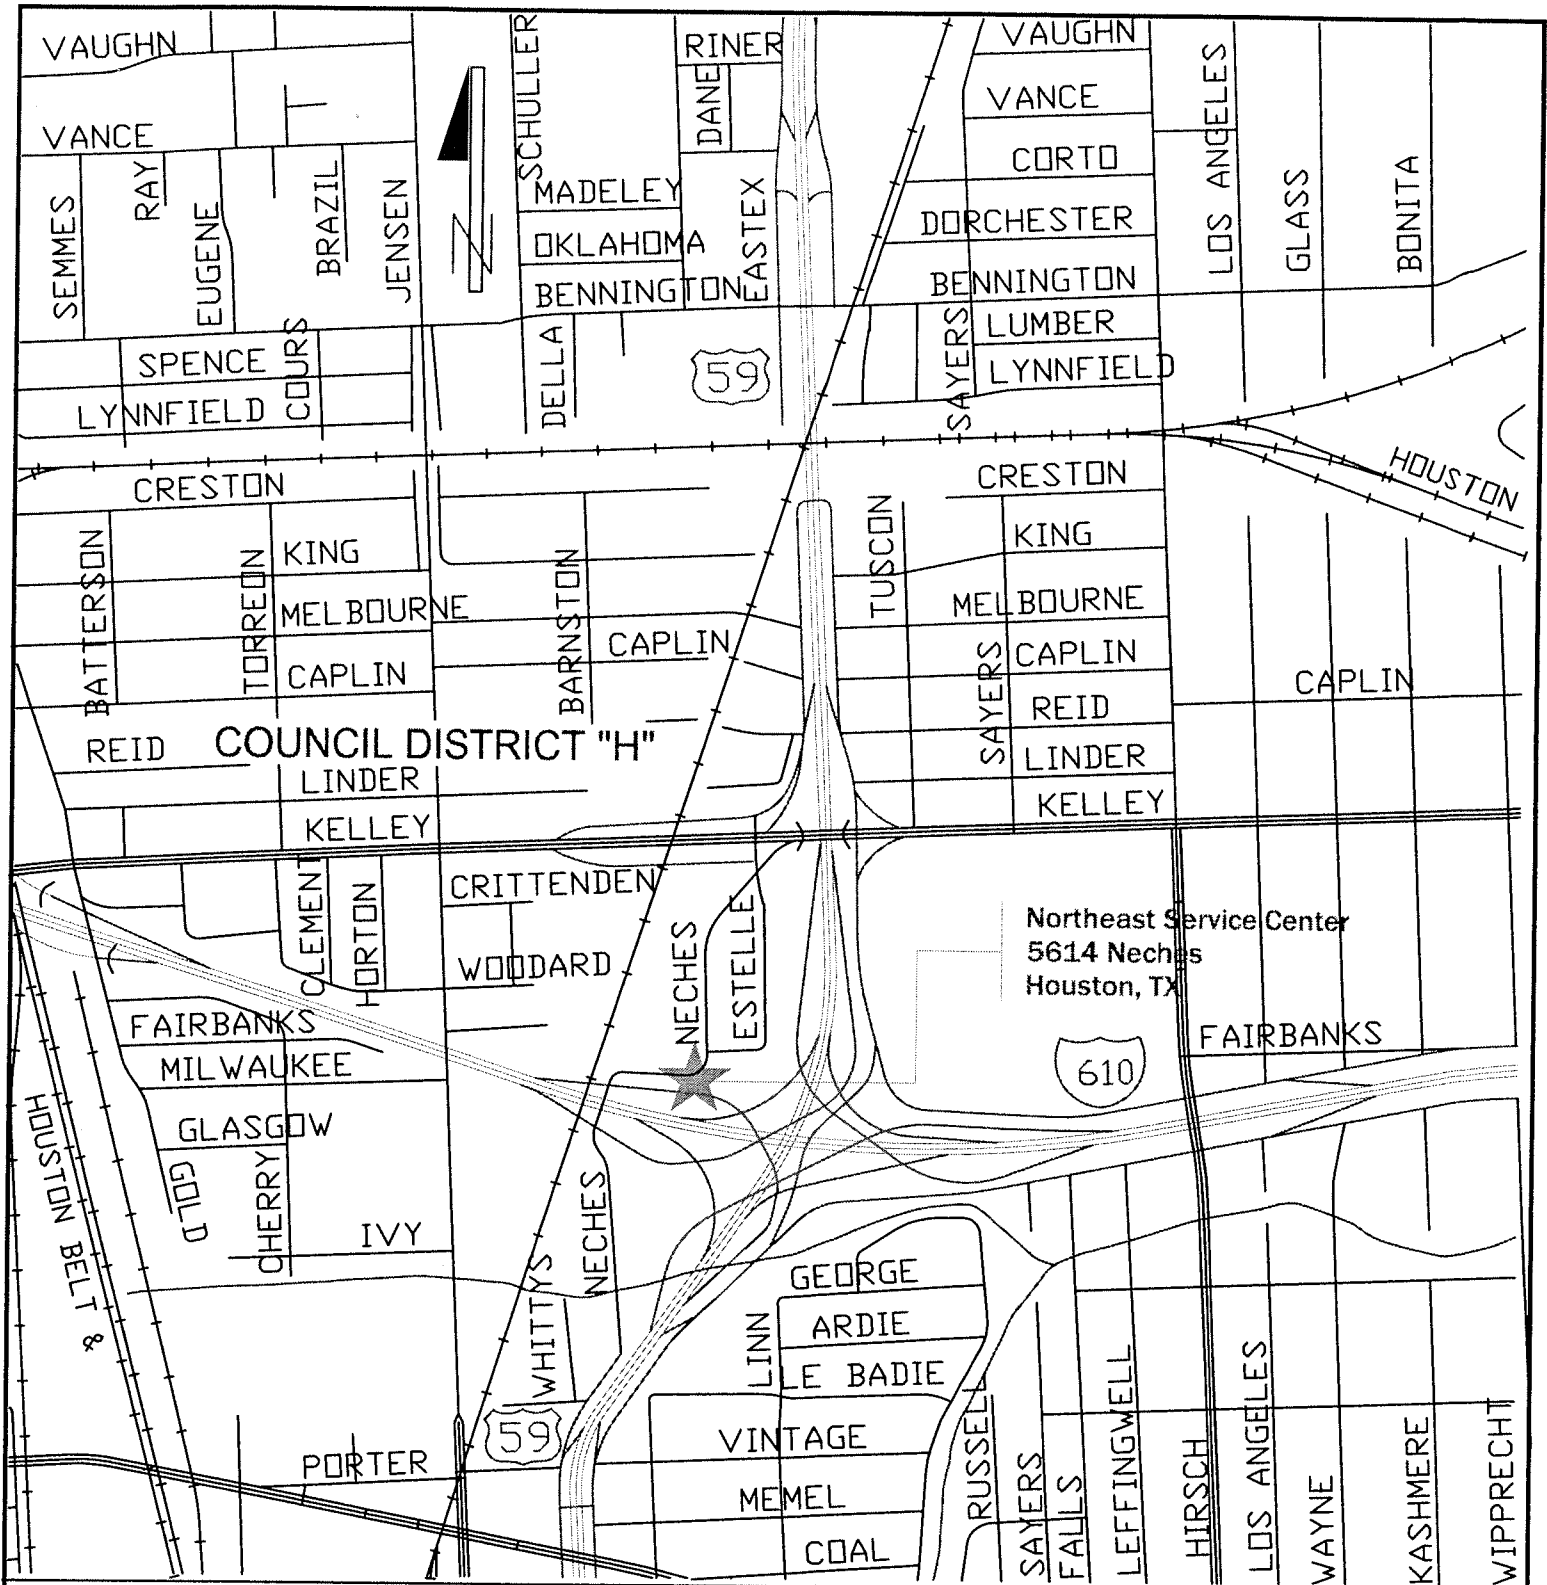 VAUGHN
SCHULLER
RINER
VAUGHN
DANE
VANCE
LOS ANGELES
VANCE
CORTO
RAY
BRAZIL
JENSEN
MADELEY
EASTEX
GLASS
BONITA
SEMMES
EUGENE
OKLAHOMA
DORCHESTER
BENNINGTON
BENNINGTON
SPENCE
COURS
DELLA
59
SAYERS
LUMBER
LYNNFIELD
LYNNFIELD
CRESTON
CRESTON
HOUSTON
BATTERSON
TORREON
KING
BARNSTON
TUSCON
KING
MELBOURNE
MELBOURNE
CAPLIN
CAPLIN
SAYERS
CAPLIN
CAPLIN
REID
REID
COUNCIL DISTRICT "H"
LINDER
LINDER
KELLEY
KELLEY
CLEMENT
HORTON
CRITTENDEN
NECHES
ESTELLE
WOODARD
Northeast Service Center
5614 Neches
Houston, TX
FAIRBANKS
FAIRBANKS
MILWAUKEE
610
HOUSTON BELT &
GLASGOW
GOLD
CHERRY
IVY
NECHES
WHITTYS
GEORGE
LINN
ARDIE
LE BADIE
59
PORTER
VINTAGE
MEMEL
COAL
RUSSELL
SAYERS
FALLS
LEFFINGWELL
HIRSCH
LOS ANGELES
WAYNE
KASHMERE
WIPPRECHT